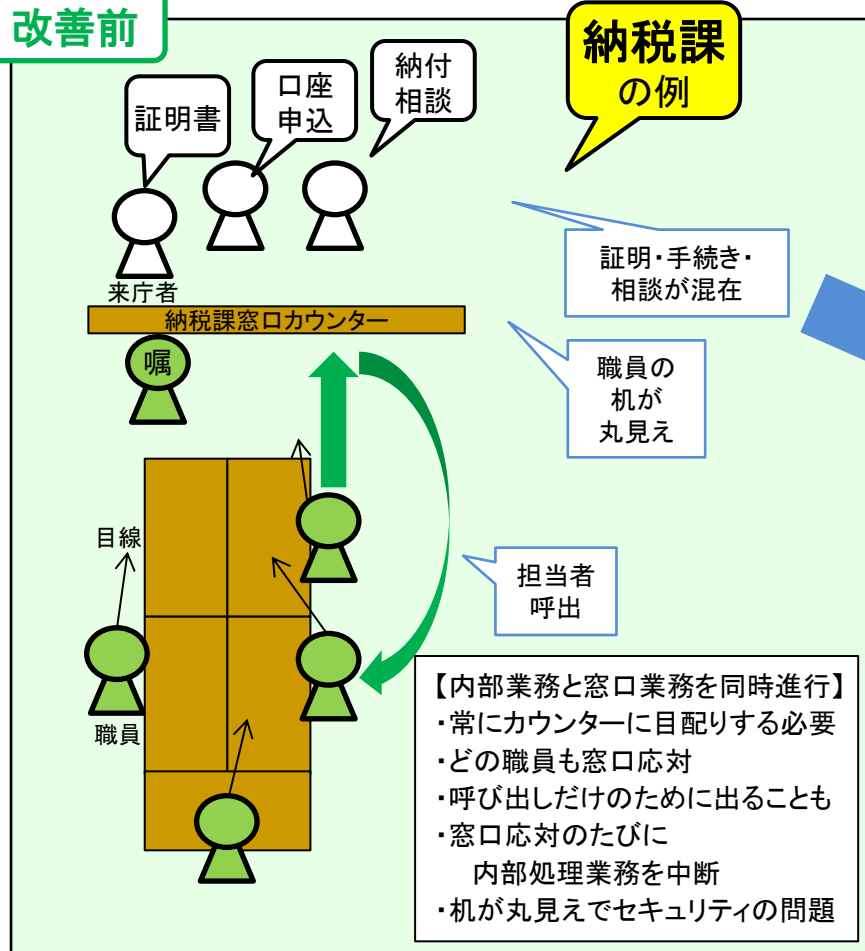 改善前
納税課
の例
証明書
口座
申込
納付
相談
証明・手続き・
相談が混在
来庁者
納税課窓口カウンター
嘱
職員の
机が
丸見え
目線
担当者
呼出
職員
【内部業務と窓口業務を同時進行】
・常にカウンターに目配りする必要
・どの職員も窓口応対
・呼び出しだけのために出ることも
・窓口応対のたびに
内部処理業務を中断
・机が丸見えでセキュリティの問題